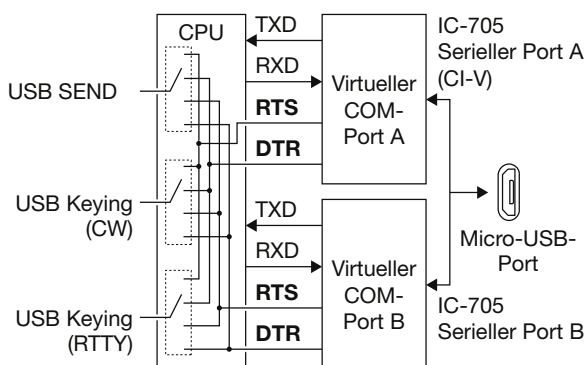 CPU
USB SEND
USB Keying
(CW)
USB Keying
(RTTY)
TXD
RXD
RTS
DTR
Virtueller
COM-
Port A
IC-705
Serieller Port A
(CI-V)
TXD
RXD
RTS
DTR
Virtueller
COM-
Port B
Micro-USB-
Port
IC-705
Serieller Port B